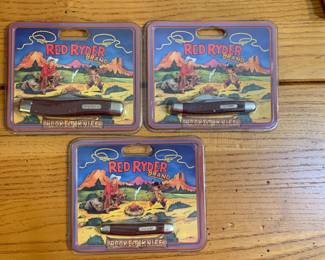 RED RYDER
BRAND
POCKET KNIFE
RED RYDER
BRAND
POCKET KNIFE
RED RYDER
BRAND
POCKET KNIFE